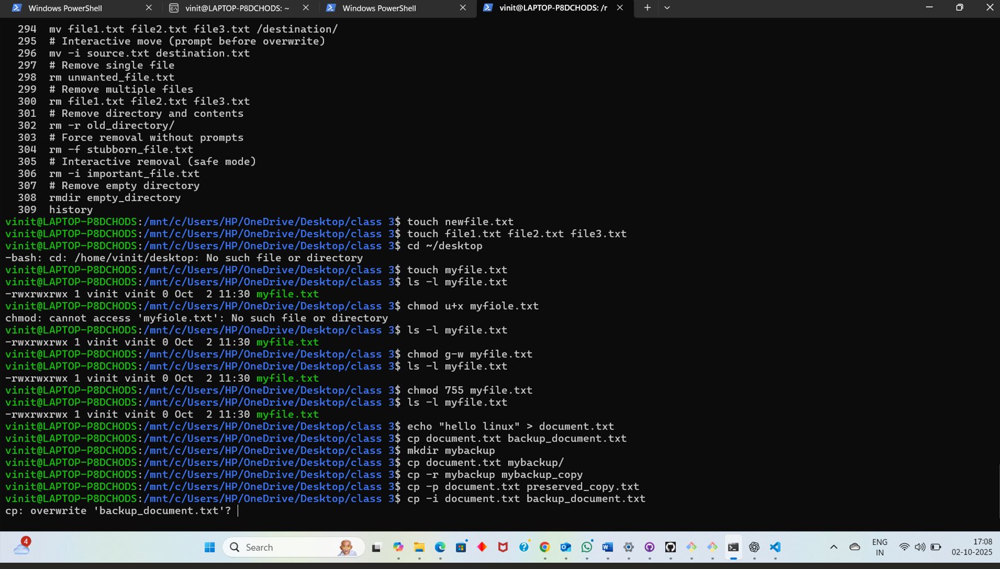 Windows PowerShell
vinit@LAPTOP-P8DCHODS: ~
Windows PowerShell
vinit@LAPTOP-P8DCHODS: /r
294 mv file1.txt file2.txt file3.txt /destination/
295 # Interactive move (prompt before overwrite)
296 mv -i source.txt destination.txt
297 # Remove single file
298 rm unwanted_file.txt
299 # Remove multiple files
300 rm file1.txt file2.txt file3.txt
301 # Remove directory and contents
302 rm -r old_directory/
303 # Force removal without prompts
304 rm -f stubborn_file.txt
305 # Interactive removal (safe mode)
306 rm -i important_file.txt
307 # Remove empty directory
308 rmdir empty_directory
309 history
vinit@LAPTOP-P8DCHODS:/mnt/c/Users/HP/OneDrive/Desktop/class 3$ touch newfile.txt
vinit@LAPTOP-P8DCHODS:/mnt/c/Users/HP/OneDrive/Desktop/class 3$ touch file1.txt file2.txt file3.txt
vinit@LAPTOP-P8DCHODS:/mnt/c/Users/HP/OneDrive/Desktop/class 3$ cd ~/desktop
-bash: cd: /home/vinit/desktop: No such file or directory
vinit@LAPTOP-P8DCHODS:/mnt/c/Users/HP/OneDrive/Desktop/class 3$ touch myfile.txt
vinit@LAPTOP-P8DCHODS:/mnt/c/Users/HP/OneDrive/Desktop/class 3$ ls -l myfile.txt
-rwxrwxrwx 1 vinit vinit 0 Oct  2 11:30 myfile.txt
vinit@LAPTOP-P8DCHODS:/mnt/c/Users/HP/OneDrive/Desktop/class 3$ chmod u+x myfiole.txt
chmod: cannot access 'myfiole.txt': No such file or directory
vinit@LAPTOP-P8DCHODS:/mnt/c/Users/HP/OneDrive/Desktop/class 3$ ls -l myfile.txt
-rwxrwxrwx 1 vinit vinit 0 Oct  2 11:30 myfile.txt
vinit@LAPTOP-P8DCHODS:/mnt/c/Users/HP/OneDrive/Desktop/class 3$ chmod g-w myfile.txt
vinit@LAPTOP-P8DCHODS:/mnt/c/Users/HP/OneDrive/Desktop/class 3$ ls -l myfile.txt
-rwxrwxrwx 1 vinit vinit 0 Oct  2 11:30 myfile.txt
vinit@LAPTOP-P8DCHODS:/mnt/c/Users/HP/OneDrive/Desktop/class 3$ chmod 755 myfile.txt
vinit@LAPTOP-P8DCHODS:/mnt/c/Users/HP/OneDrive/Desktop/class 3$ ls -l myfile.txt
-rwxrwxrwx 1 vinit vinit 0 Oct  2 11:30 myfile.txt
vinit@LAPTOP-P8DCHODS:/mnt/c/Users/HP/OneDrive/Desktop/class 3$ echo "hello linux" > document.txt
vinit@LAPTOP-P8DCHODS:/mnt/c/Users/HP/OneDrive/Desktop/class 3$ cp document.txt backup_document.txt
vinit@LAPTOP-P8DCHODS:/mnt/c/Users/HP/OneDrive/Desktop/class 3$ mkdir mybackup
vinit@LAPTOP-P8DCHODS:/mnt/c/Users/HP/OneDrive/Desktop/class 3$ cp document.txt mybackup/
vinit@LAPTOP-P8DCHODS:/mnt/c/Users/HP/OneDrive/Desktop/class 3$ cp -r mybackup mybackup_copy
vinit@LAPTOP-P8DCHODS:/mnt/c/Users/HP/OneDrive/Desktop/class 3$ cp -p document.txt preserved_copy.txt
vinit@LAPTOP-P8DCHODS:/mnt/c/Users/HP/OneDrive/Desktop/class 3$ cp -i document.txt backup_document.txt
cp: overwrite 'backup_document.txt'?
4
Search
ENG
IN
17:08
02-10-2025